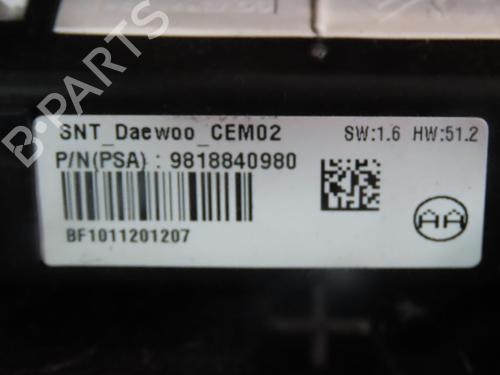 SNT_Daewoo_CEM02 SW:1.6 HW:51.2
P/N(PSA) : 9818840980
BF1011201207
AA
B-PARTS